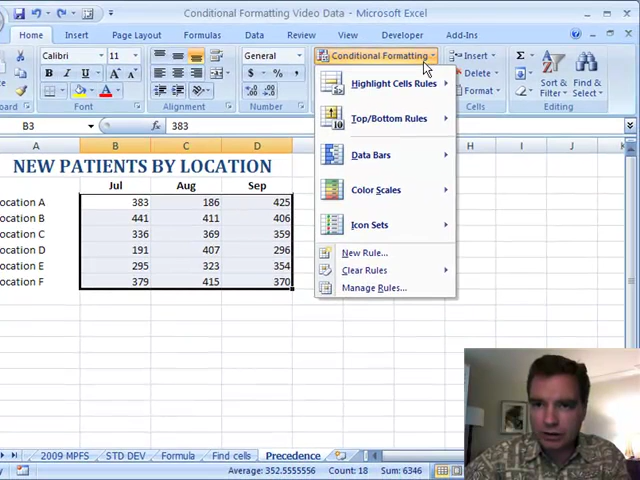 Conditional Formatting Video Data - Microsoft Excel
Home Insert Page Layout Formulas Data Review View Developer Add-Ins
Calibri 11 General Conditional Formatting Insert Σ
B I U A A $ % , Delete Sort & Find &
Format Filter Select
Font Alignment Number Cells Editing
B3 fx 383
A B C D H I J K
NEW PATIENTS BY LOCATION
Jul Aug Sep
ocation A 383 186 425
ocation B 441 411 406
ocation C 336 369 359
ocation D 191 407 296
ocation E 295 323 354
ocation F 379 415 370
Highlight Cells Rules
Top/Bottom Rules
Data Bars
Color Scales
Icon Sets
New Rule...
Clear Rules
Manage Rules...
2009 MPFS STD DEV Formula Find cells Precedence
Average: 352.5555556 Count: 18 Sum: 6346